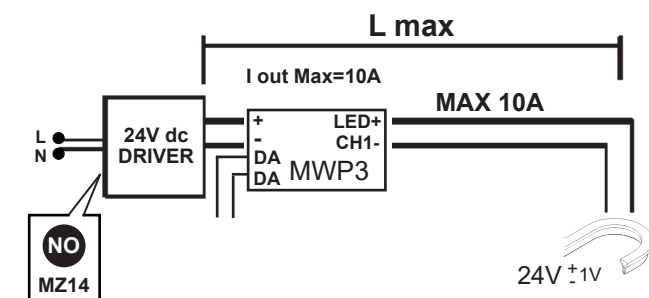 L max
I out Max=10A
MAX 10A
L
N
24V dc
DRIVER
+ LED+
- CH1-
DA
DA
MWP3
NO
MZ14
24V ±1V